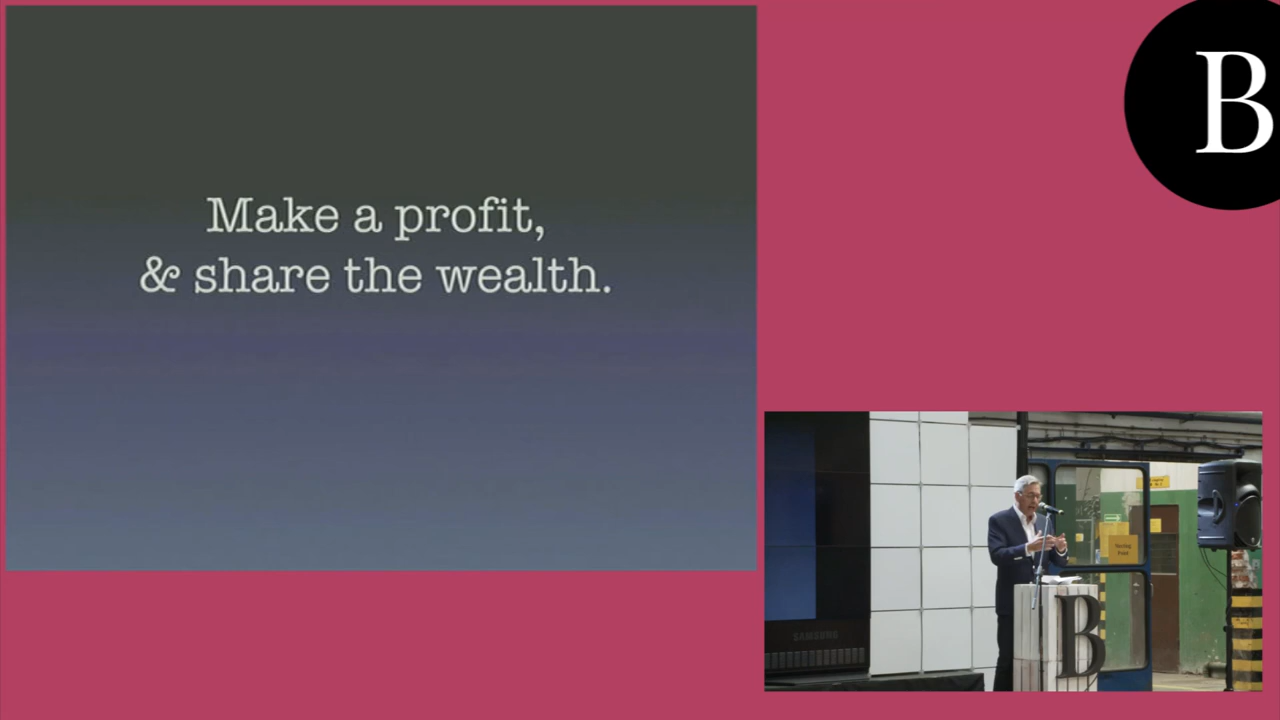 Make a profit,
& share the wealth.
B
SAMSUNG
B